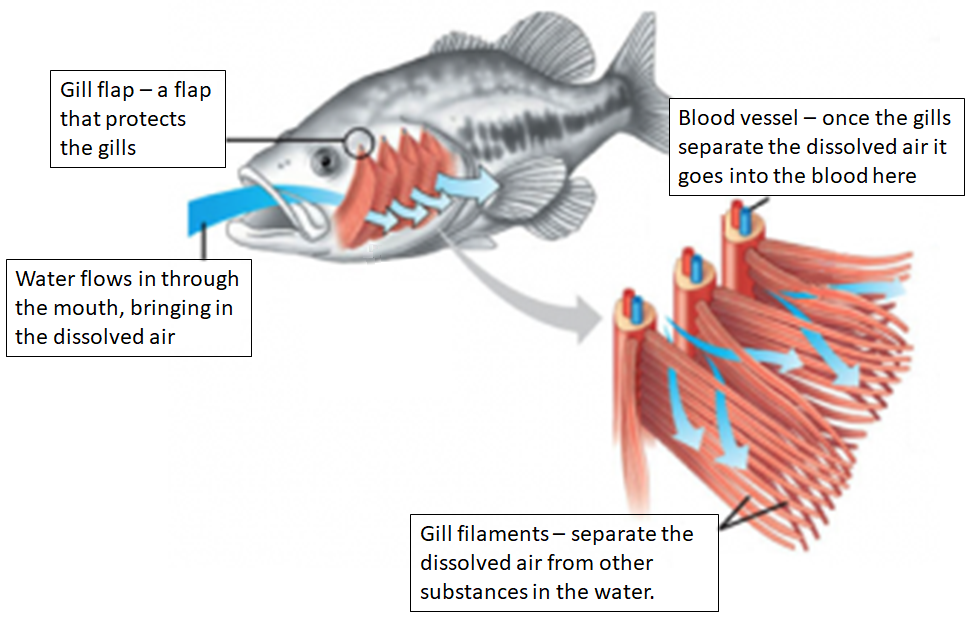 Gill flap – a flap
that protects
the gills
Blood vessel – once the gills
separate the dissolved air it
goes into the blood here
Water flows in through
the mouth, bringing in
the dissolved air
Gill filaments – separate the
dissolved air from other
substances in the water.